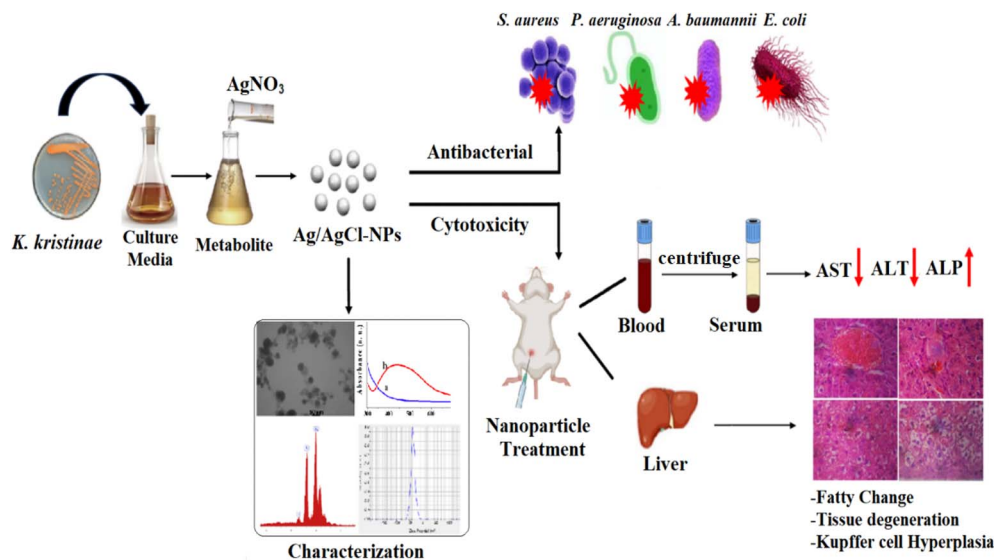 S. aureus P. aeruginosa A. baumannii E. coli
AgNO3
Antibacterial
K. kristinae
Culture
Media
Metabolite
Ag/AgCl-NPs
Cytotoxicity
centrifuge
Blood
Serum
AST ALT ALP
Absorbance (a. u.)
b
a
Nanoparticle
Treatment
Liver
-Fatty Change
-Tissue degeneration
-Kupffer cell Hyperplasia
Characterization